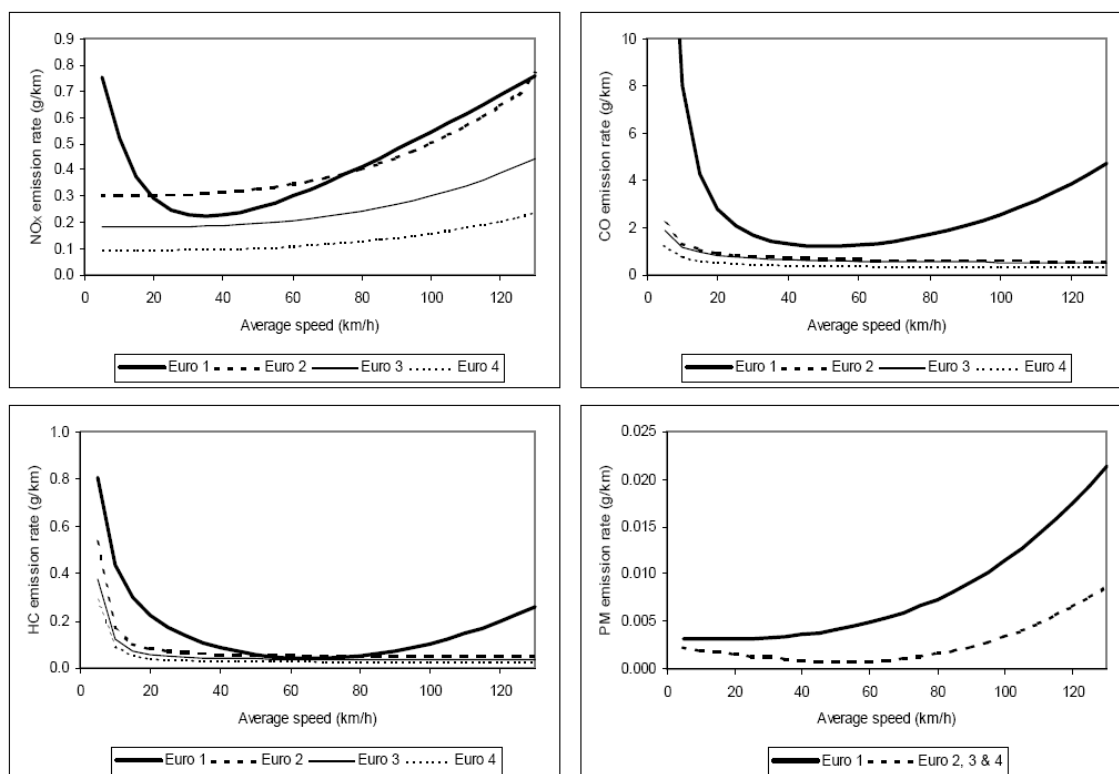 NOx emission rate (g/km)
0.9
0.8
0.7
0.6
0.5
0.4
0.3
0.2
0.1
0.0
0 20 40 60 80 100 120
Average speed (km/h)
Euro 1 Euro 2 Euro 3 Euro 4
CO emission rate (g/km)
10
8
6
4
2
0
0 20 40 60 80 100 120
Average speed (km/h)
Euro 1 Euro 2 Euro 3 Euro 4
HC emission rate (g/km)
1.0
0.8
0.6
0.4
0.2
0.0
0 20 40 60 80 100 120
Average speed (km/h)
Euro 1 Euro 2 Euro 3 Euro 4
PM emission rate (g/km)
0.025
0.020
0.015
0.010
0.005
0.000
0 20 40 60 80 100 120
Average speed (km/h)
Euro 1 Euro 2, 3 & 4